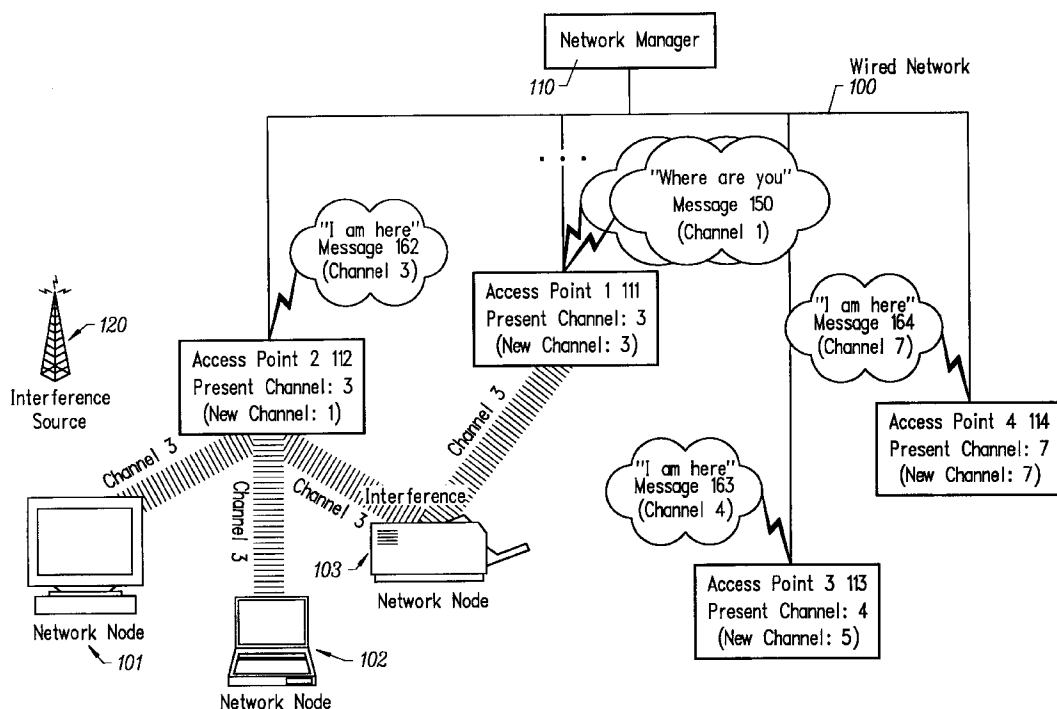 Network Manager
110
Wired Network
100
"Where are you"
Message 150
(Channel 1)
"I am here"
Message 162
(Channel 3)
Access Point 1 111
Present Channel: 3
(New Channel: 3)
"I am here"
Message 164
(Channel 7)
120
Interference
Source
Access Point 2 112
Present Channel: 3
(New Channel: 1)
Channel 3
Access Point 4 114
Present Channel: 7
(New Channel: 7)
Channel 3
Channel 3
Channel 3
Interference
"I am here"
Message 163
(Channel 4)
103
Network Node
Access Point 3 113
Present Channel: 4
(New Channel: 5)
Network Node
101
102
Network Node